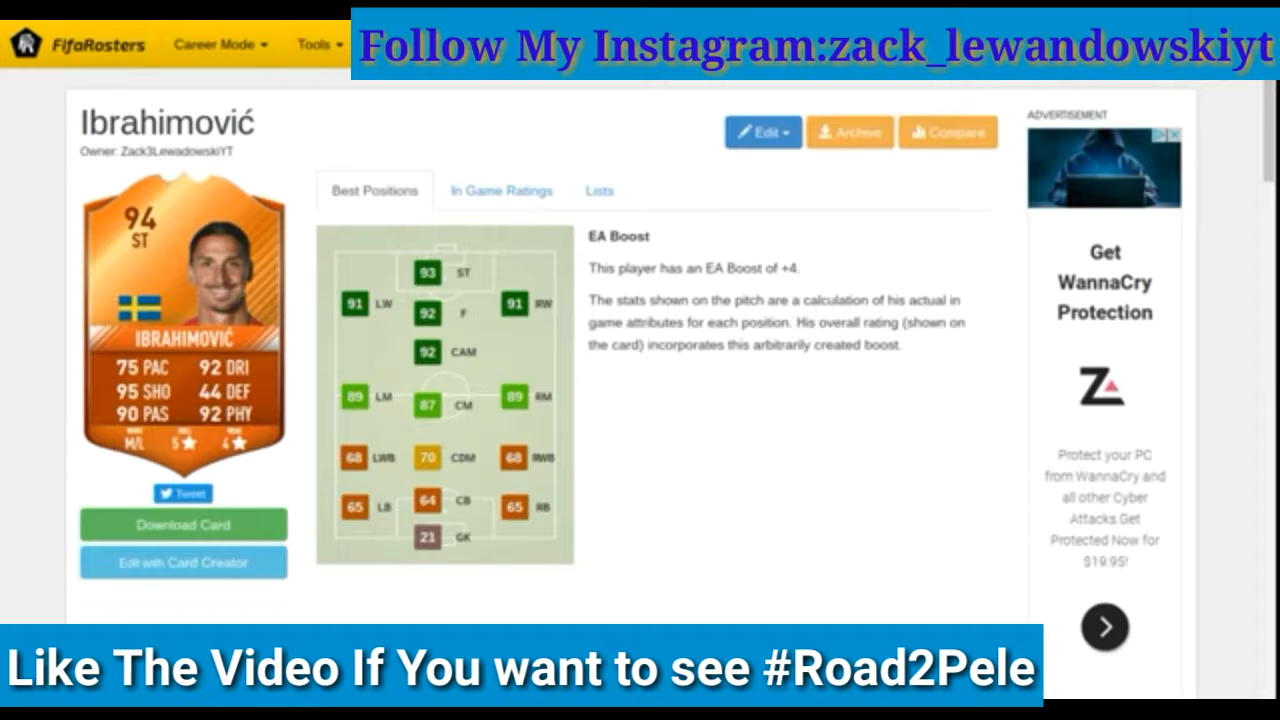 Follow My Instagram:zack_lewandowskiyt
FifaRosters
Career Mode
Tools
Ibrahimović
Owner: Zack3LewadowskiYT
Edit
Archive
Compare
ADVERTISEMENT
Best Positions
In Game Ratings
Lists
94
ST
IBRAHIMOVIĆ
75 PAC 92 DRI
95 SHO 44 DEF
90 PAS 92 PHY
M/L 5 4
Tweet
Download Card
Edit with Card Creator
93 ST
91 LW
92 F
91 RW
92 CAM
89 LM
87 CM
89 RM
68 LWB
70 CDM
68 RWB
65 LB
64 CB
65 RB
21 GK
EA Boost
This player has an EA Boost of +4.
The stats shown on the pitch are a calculation of his actual in
game attributes for each position. His overall rating (shown on
the card) incorporates this arbitrarily created boost.
Get
WannaCry
Protection
Z
Protect your PC
from WannaCry and
all other Cyber
Attacks.Get
Protected Now for
$19.95!
Like The Video If You want to see #Road2Pele